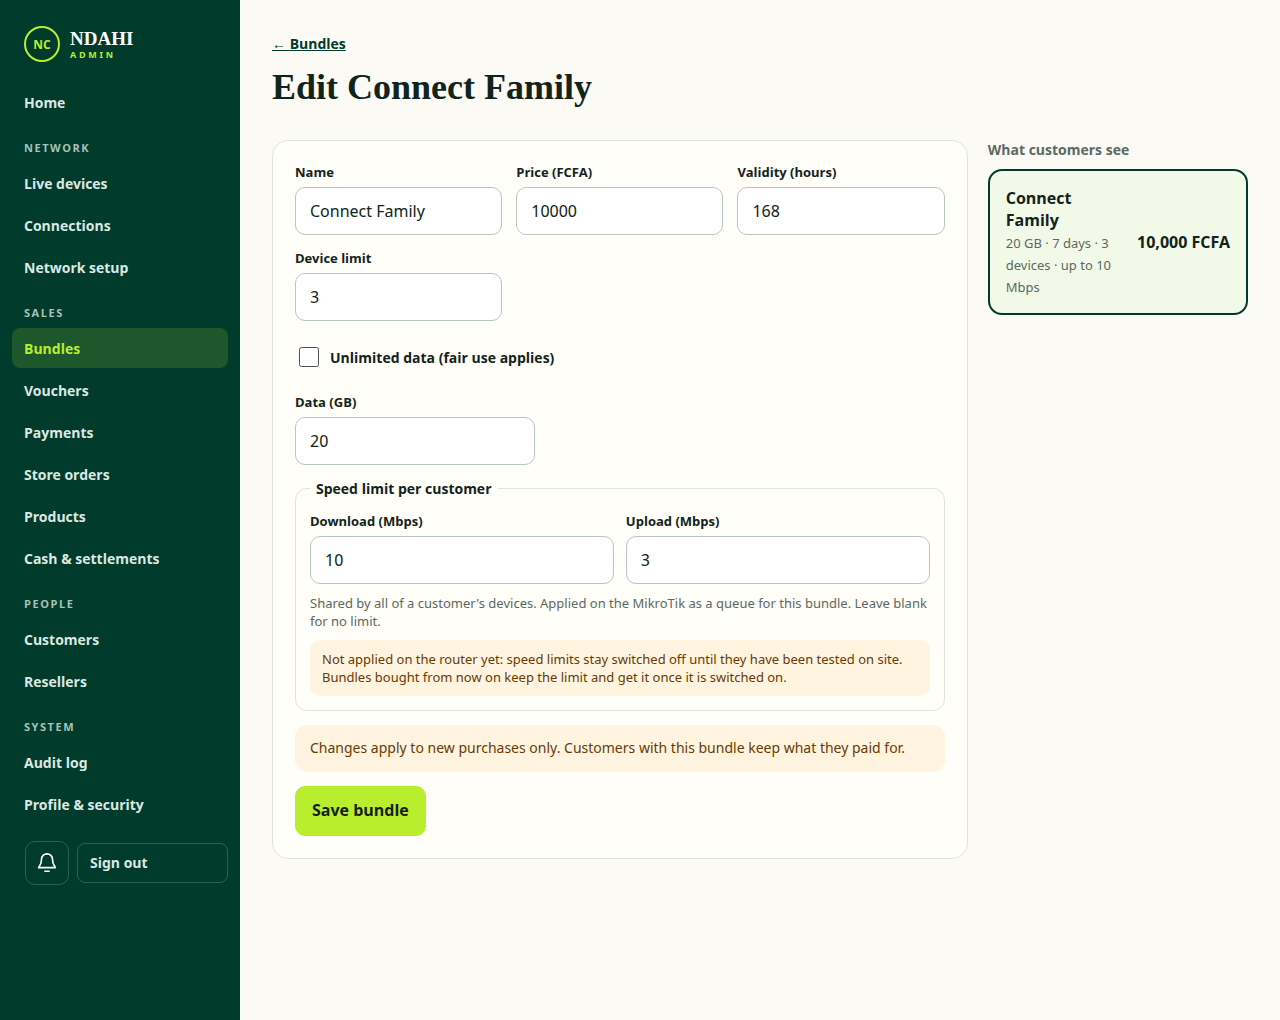 NC
NDAHI
ADMIN
Home
NETWORK
Live devices
Connections
Network setup
SALES
Bundles
Vouchers
Payments
Store orders
Products
Cash & settlements
PEOPLE
Customers
Resellers
SYSTEM
Audit log
Profile & security
Sign out
← Bundles
Edit Connect Family
Name
Price (FCFA)
Validity (hours)
Connect Family
10000
168
Device limit
3
Unlimited data (fair use applies)
Data (GB)
20
Speed limit per customer
Download (Mbps)
Upload (Mbps)
10
3
Shared by all of a customer's devices. Applied on the MikroTik as a queue for this bundle. Leave blank
for no limit.
Not applied on the router yet: speed limits stay switched off until they have been tested on site.
Bundles bought from now on keep the limit and get it once it is switched on.
Changes apply to new purchases only. Customers with this bundle keep what they paid for.
Save bundle
What customers see
Connect
Family
20 GB · 7 days · 3
devices · up to 10
Mbps
10,000 FCFA